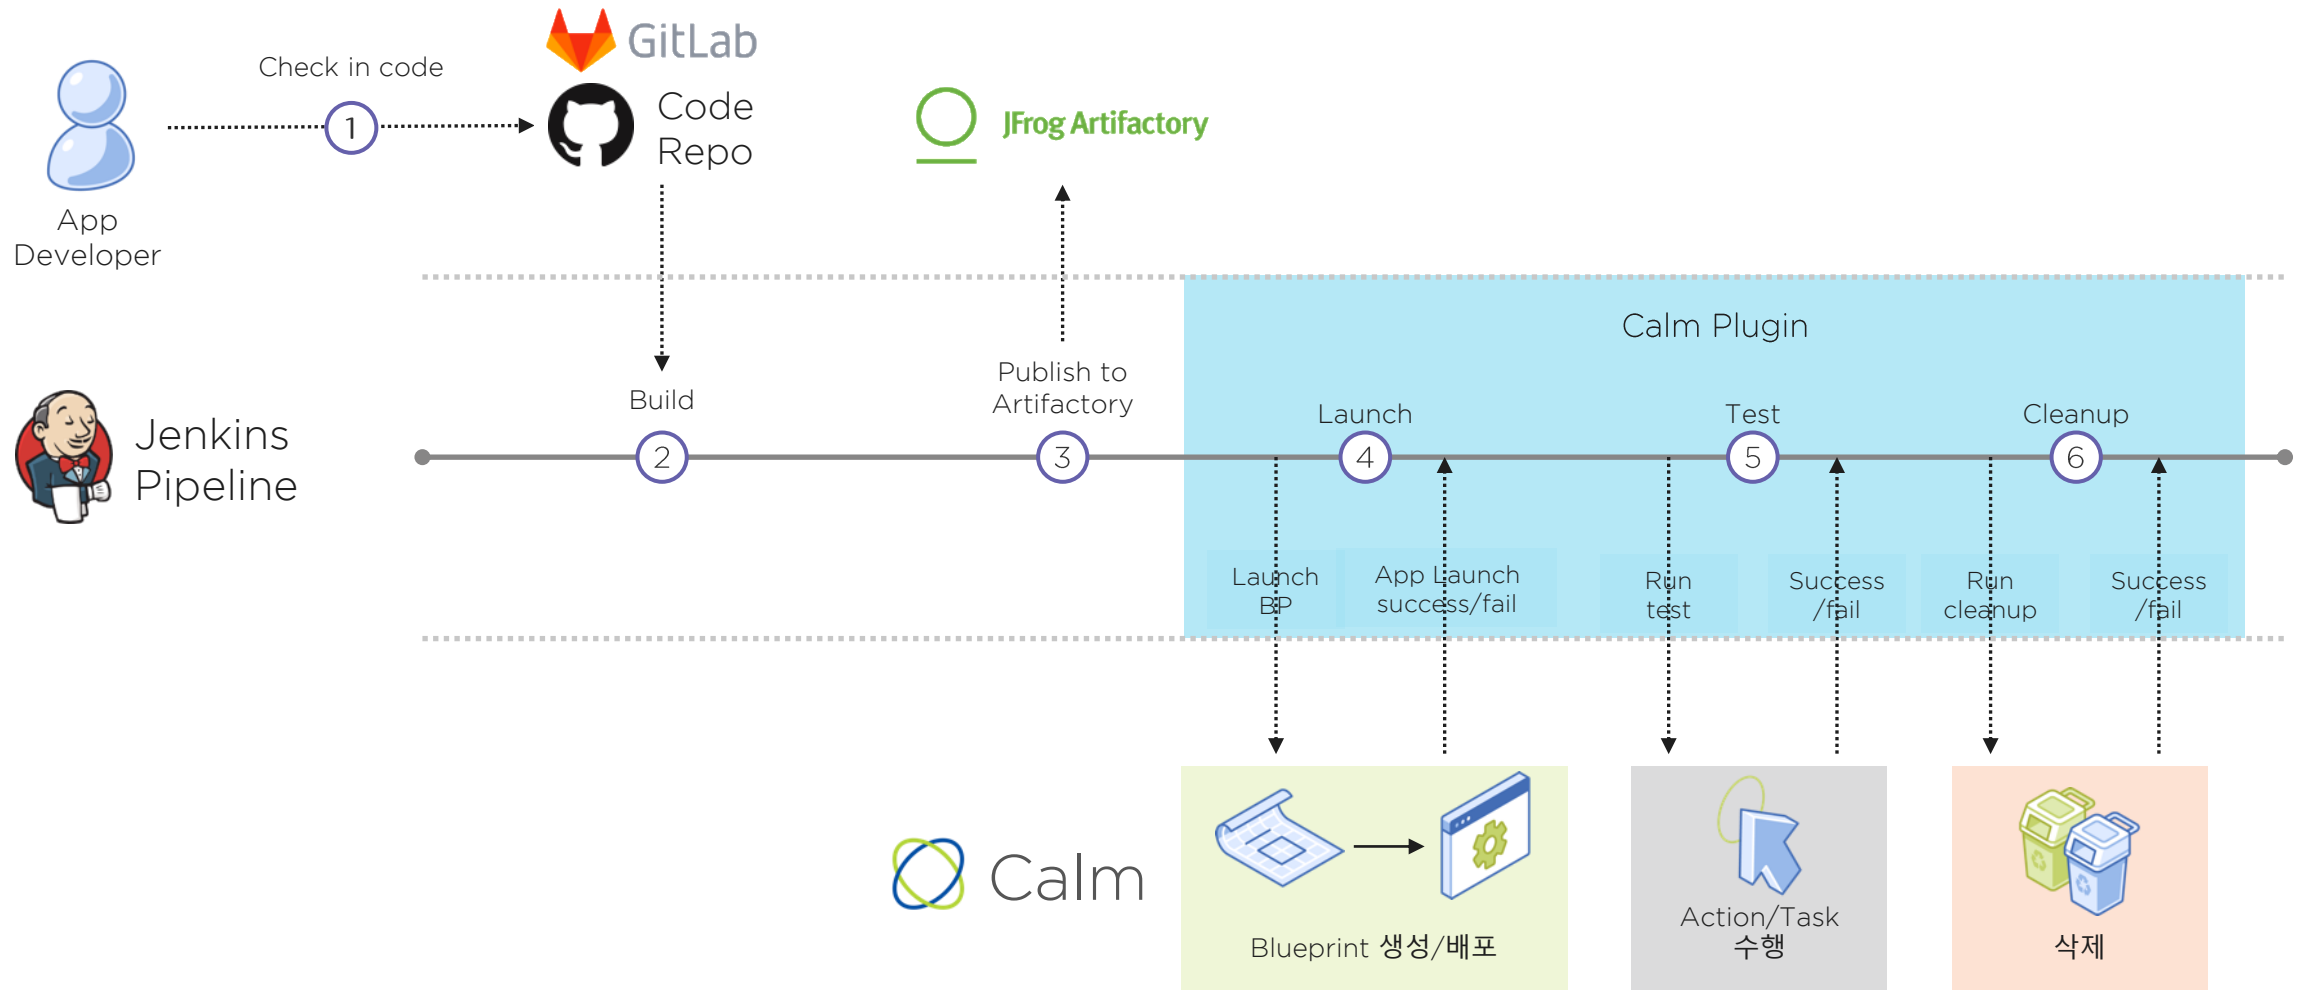 GitLab
Check in code
1
Code
Repo
JFrog Artifactory
App
Developer
Calm Plugin
Jenkins
Pipeline
Build
2
Publish to
Artifactory
3
Launch
4
Test
5
Cleanup
6
Launch
BP
App Launch
success/fail
Run
test
Success
/fail
Run
cleanup
Success
/fail
Calm
Blueprint 생성/배포
Action/Task
수행
삭제